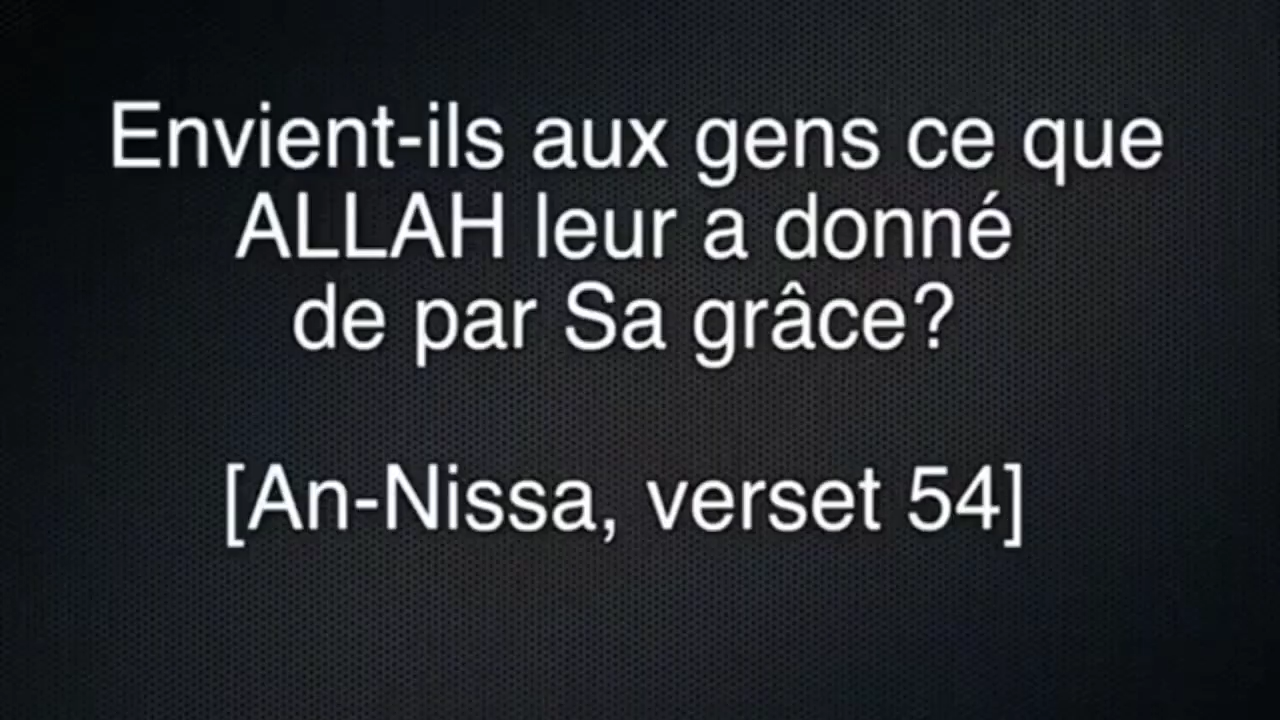 Envient-ils aux gens ce que
ALLAH leur a donné
de par Sa grâce?
[An-Nissa, verset 54]